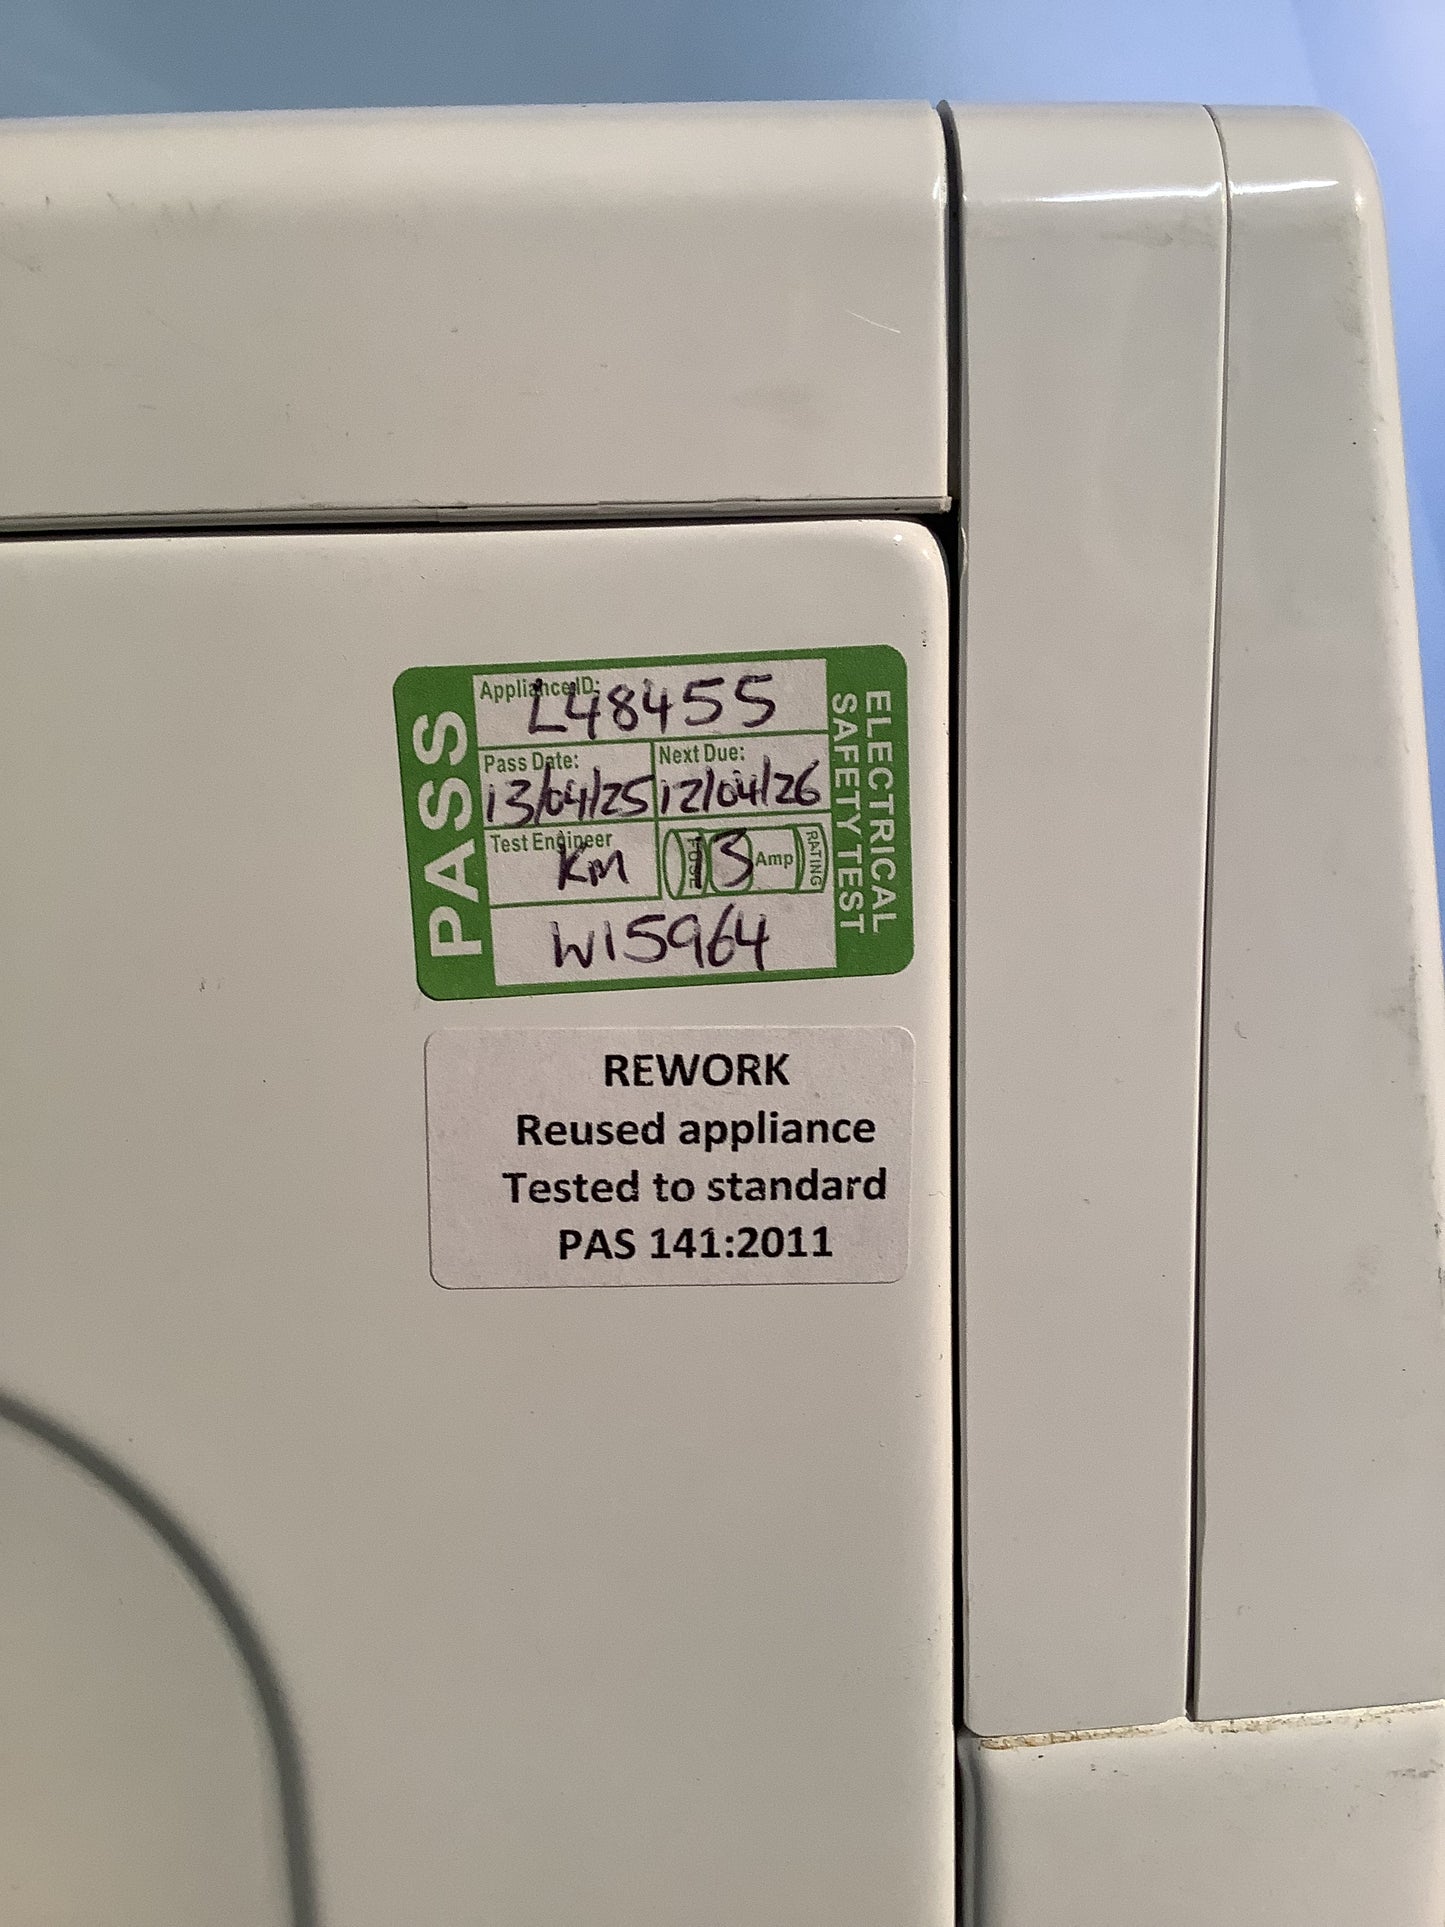 PASS
Appliance ID:
L48455
Pass Date:
13/04/25
Next Due:
12/04/26
Test Engineer
KM
FUSE
13
Amp
RATING
W15964
ELECTRICAL
SAFETY TEST
REWORK
Reused appliance
Tested to standard
PAS 141:2011